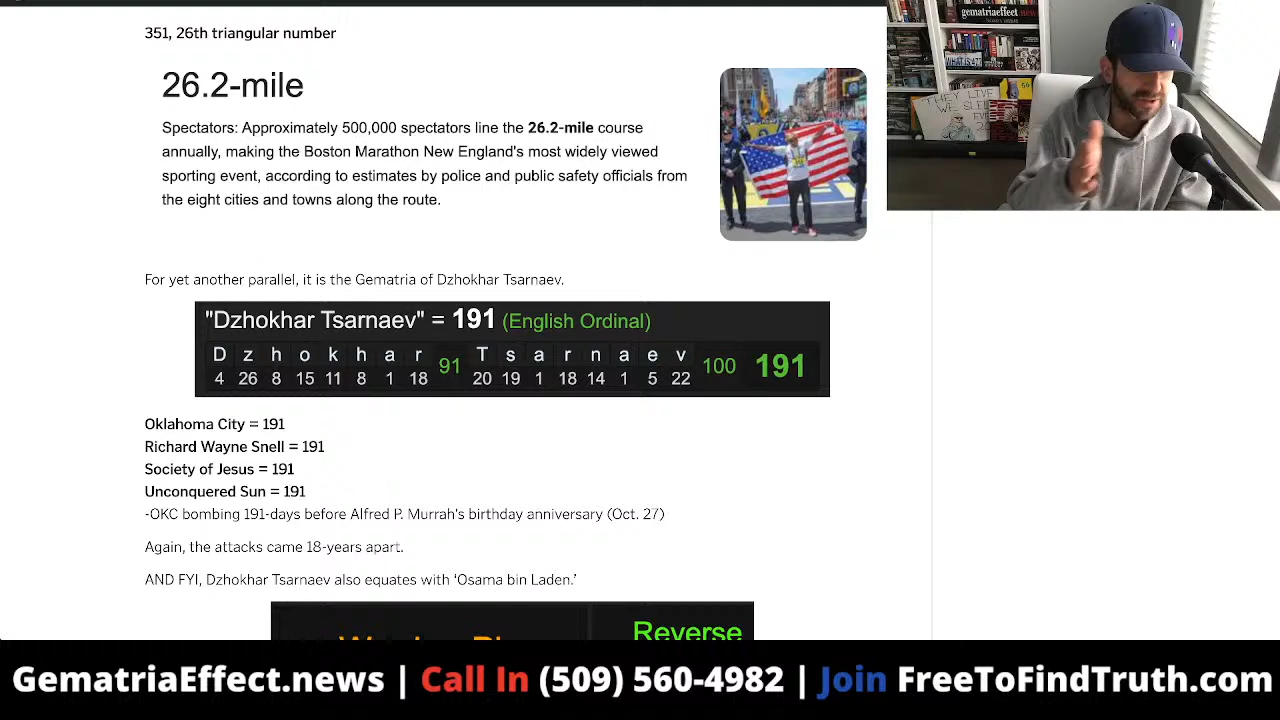 351, 26th triangular number
26.2-mile
Spectators: Approximately 500,000 spectators line the 26.2-mile course
annually, making the Boston Marathon New England's most widely viewed
sporting event, according to estimates by police and public safety officials from
the eight cities and towns along the route.
gematriaeffect.news
THEY LIVE
WE SLEEP
For yet another parallel, it is the Gematria of Dzhokhar Tsarnaev.
"Dzhokhar Tsarnaev" = 191 (English Ordinal)
D z h o k h a r 91 T s a r n a e v 100 191
4 26 8 15 11 8 1 18 20 19 1 18 14 1 5 22
Oklahoma City = 191
Richard Wayne Snell = 191
Society of Jesus = 191
Unconquered Sun = 191
-OKC bombing 191-days before Alfred P. Murrah's birthday anniversary (Oct. 27)
Again, the attacks came 18-years apart.
AND FYI, Dzhokhar Tsarnaev also equates with ‘Osama bin Laden.’
Reverse
GematriaEffect.news | Call In (509) 560-4982 | Join FreeToFindTruth.com